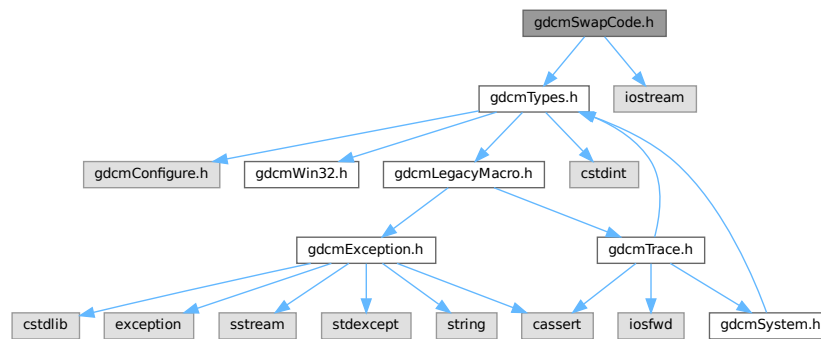 gdcmSwapCode.h
gdcmTypes.h
iostream
gdcmConfigure.h
gdcmWin32.h
gdcmLegacyMacro.h
cstdint
gdcmException.h
gdcmTrace.h
cstdlib
exception
sstream
stdexcept
string
cassert
iosfwd
gdcmSystem.h